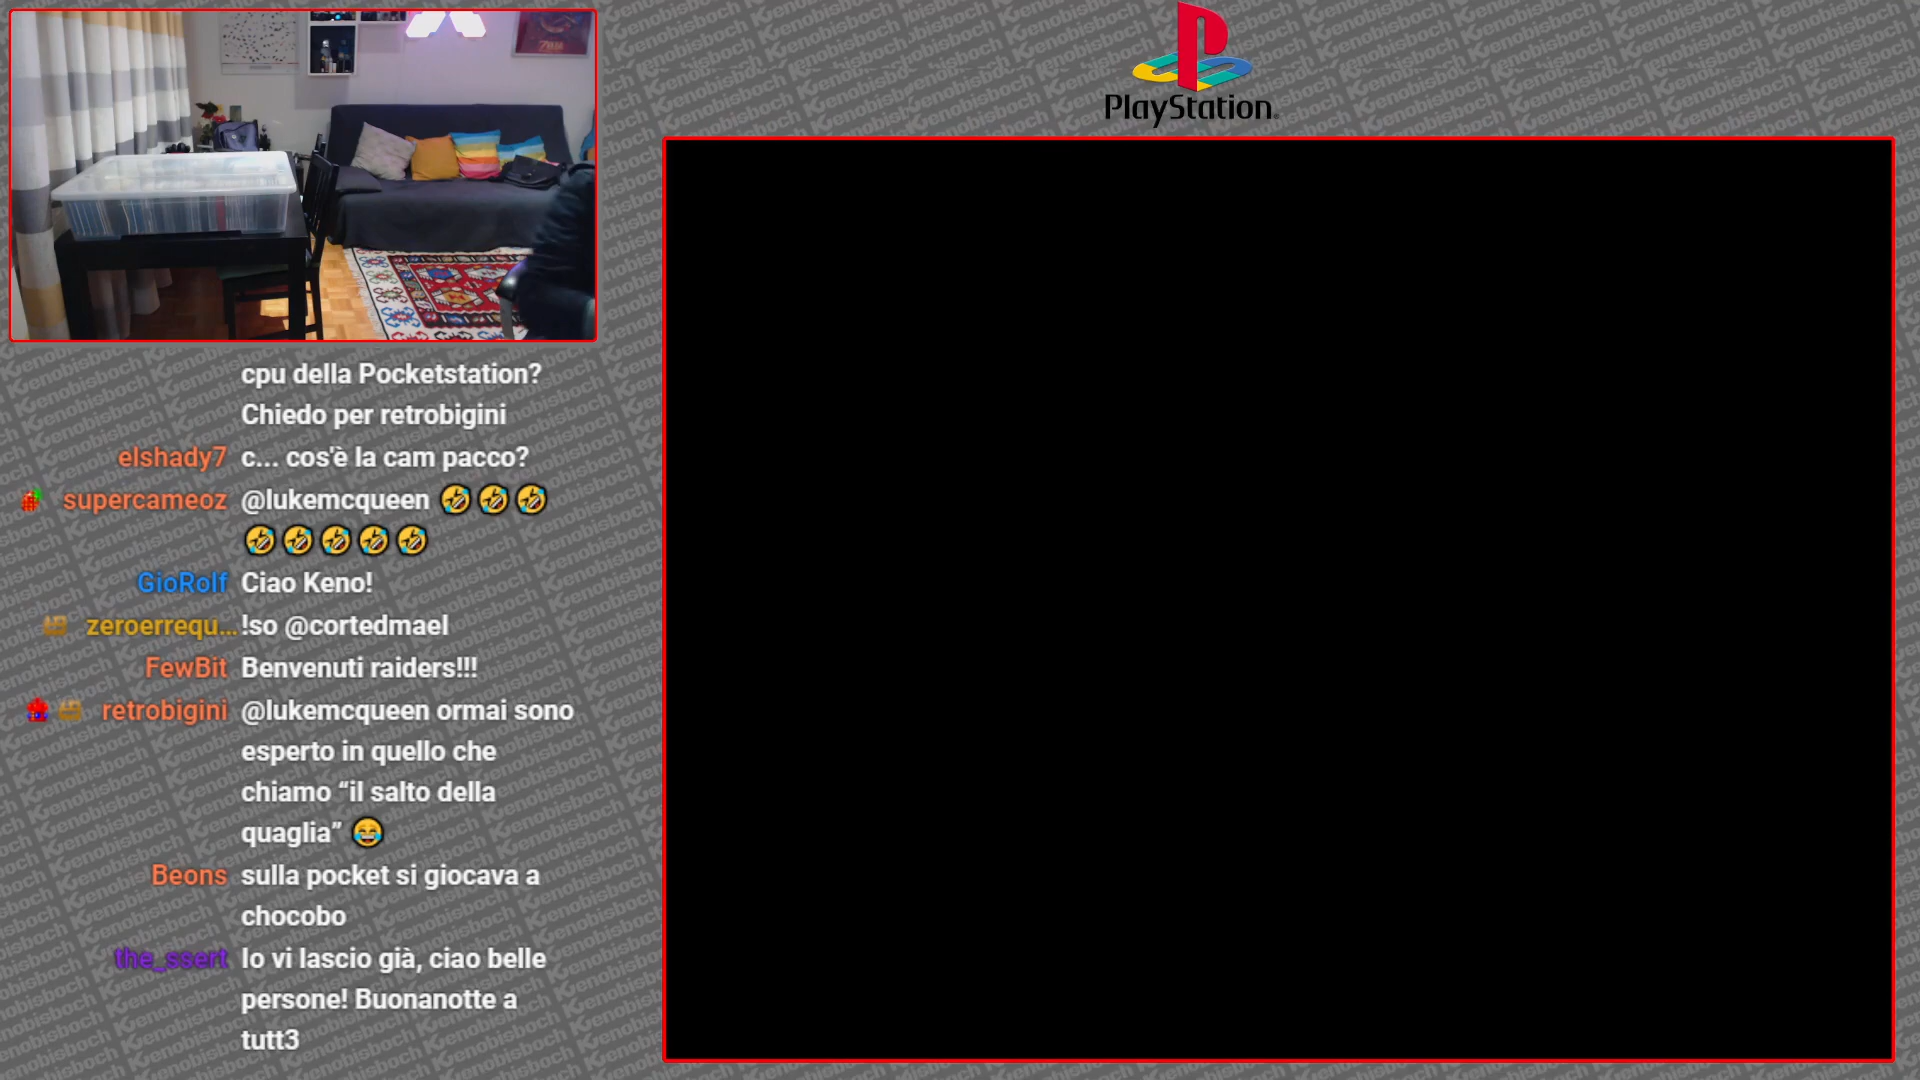 PlayStation
cpu della Pocketstation?
Chiedo per retrobigini
elshady7 c... cos'è la cam pacco?
supercameoz @lukemcqueen 🤣🤣🤣
🤣🤣🤣🤣🤣
GioRolf Ciao Keno!
zeroerrequ... !so @cortedmael
FewBit Benvenuti raiders!!!
retrobigini @lukemcqueen ormai sono
esperto in quello che
chiamo “il salto della
quaglia” 😂
Beons sulla pocket si giocava a
chocobo
the_ssert Io vi lascio già, ciao belle
persone! Buonanotte a
tutt3
Kenobisboch